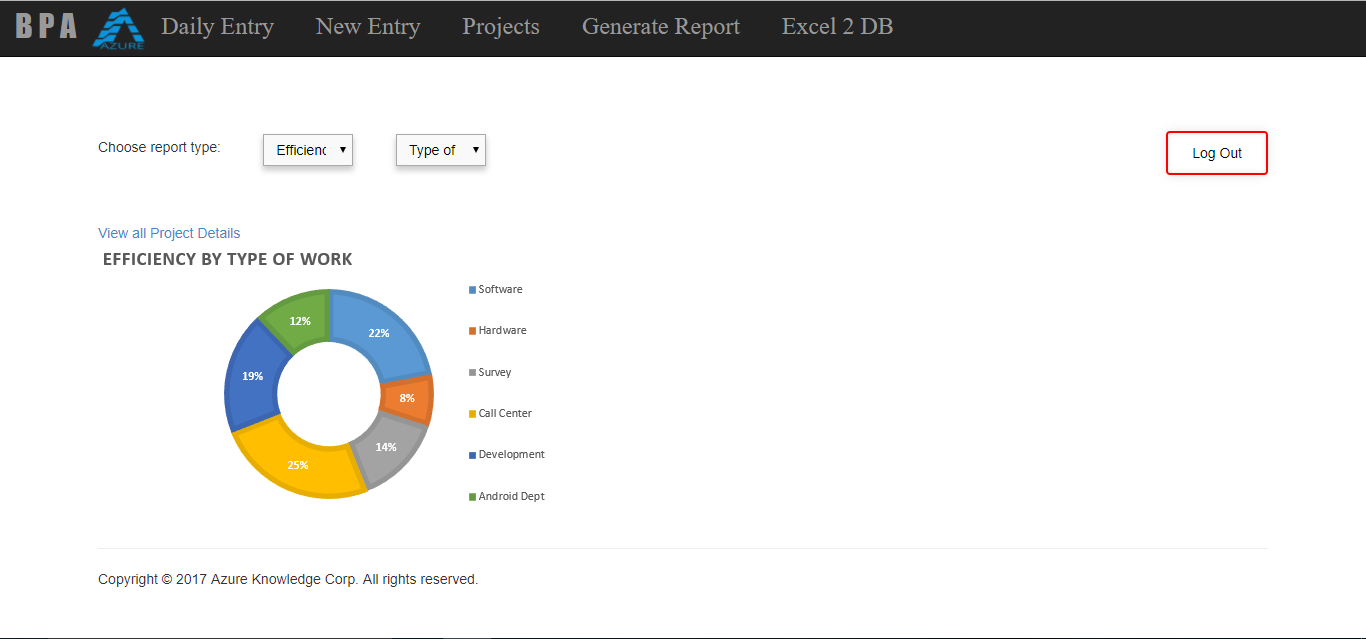 BPA AZURE Daily Entry New Entry Projects Generate Report Excel 2 DB
Choose report type: Efficienc Type of Log Out
View all Project Details
EFFICIENCY BY TYPE OF WORK
Software
12% 22%
Hardware
Survey
19%
8%
Call Center
14%
Development
25%
Android Dept
Copyright © 2017 Azure Knowledge Corp. All rights reserved.